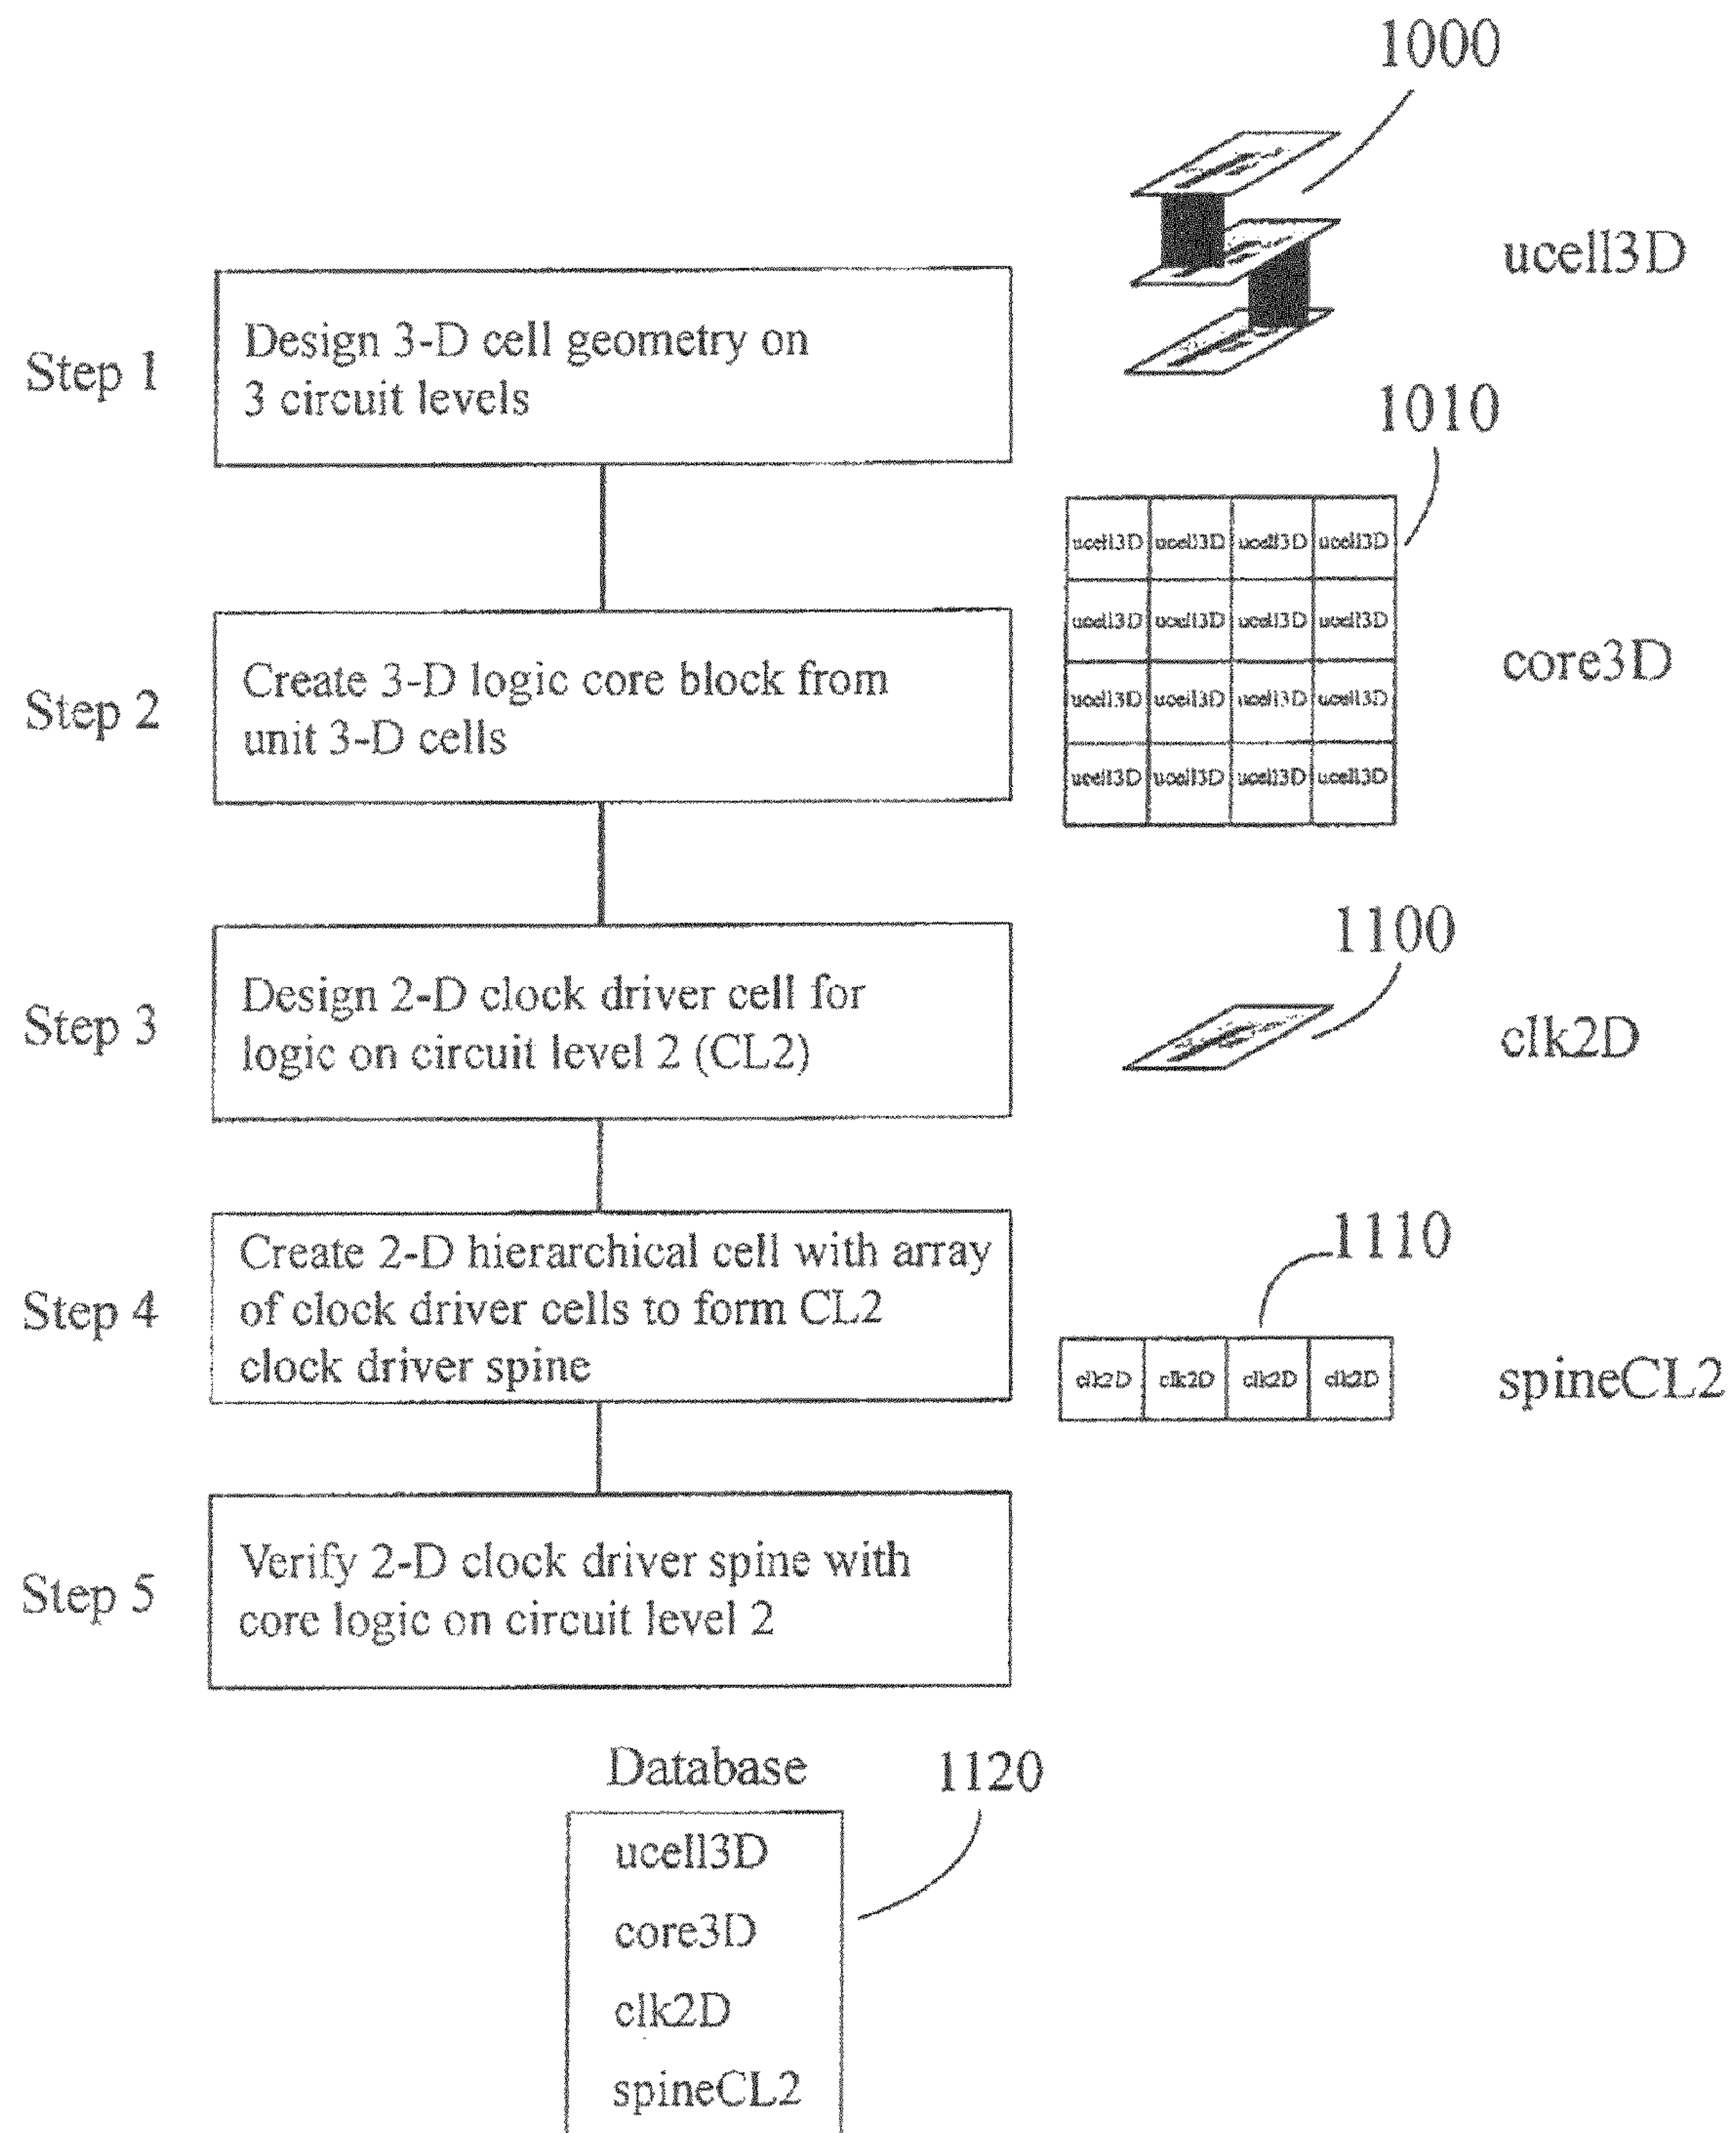 1000
ucell3D
Step 1
Design 3-D cell geometry on
3 circuit levels
1010
ucell3D ucell3D ucell3D ucell3D
ucell3D ucell3D ucell3D ucell3D
ucell3D ucell3D ucell3D ucell3D
ucell3D ucell3D ucell3D ucell3D
core3D
Step 2
Create 3-D logic core block from
unit 3-D cells
1100
clk2D
Step 3
Design 2-D clock driver cell for
logic on circuit level 2 (CL2)
1110
Step 4
Create 2-D hierarchical cell with array
of clock driver cells to form CL2
clock driver spine
clk2D clk2D clk2D clk2D
spineCL2
Step 5
Verify 2-D clock driver spine with
core logic on circuit level 2
Database
1120
ucell3D
core3D
clk2D
spineCL2